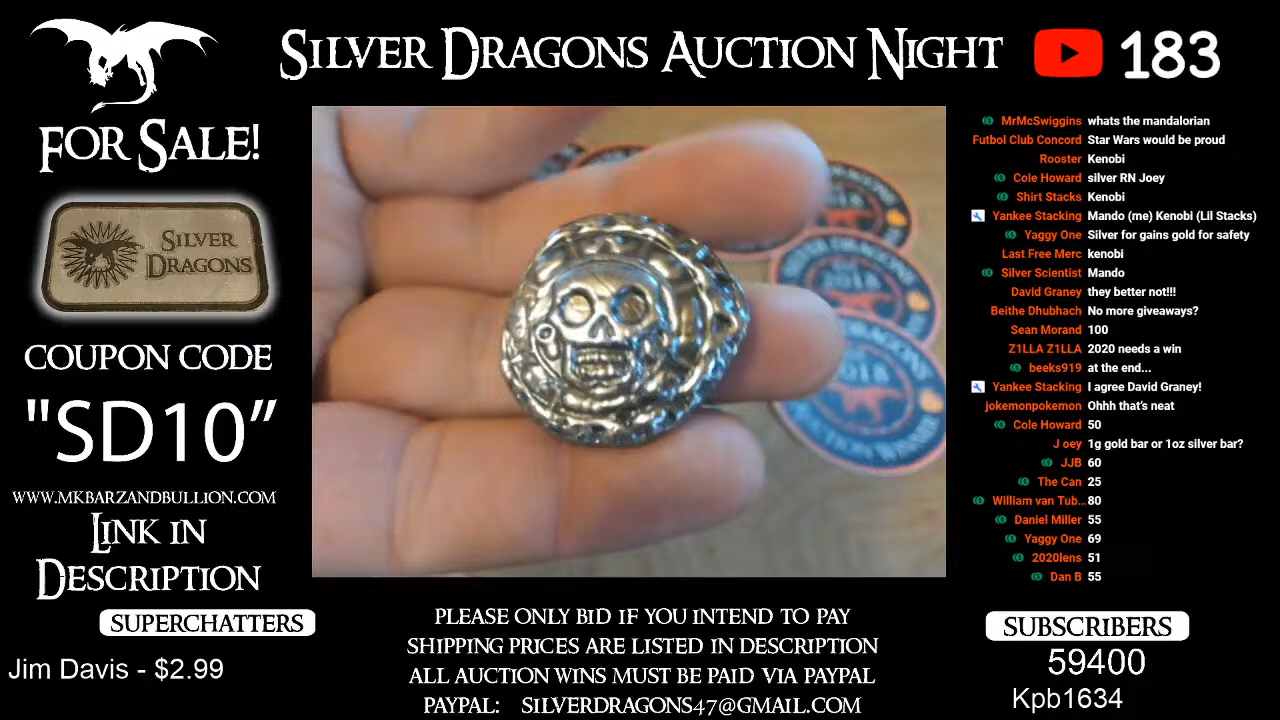 SILVER DRAGONS AUCTION NIGHT
183
FOR SALE!
SILVER
DRAGONS
COUPON CODE
"SD10”
WWW.MKBARZANDBULLION.COM
LINK IN
DESCRIPTION
SUPERCHATTERS
Jim Davis - $2.99
SILVER DRAGONS
2018
2018
MrMcSwiggins whats the mandalorian
Futbol Club Concord Star Wars would be proud
Rooster Kenobi
Cole Howard silver RN Joey
Shirt Stacks Kenobi
Yankee Stacking Mando (me) Kenobi (Lil Stacks)
Yaggy One Silver for gains gold for safety
Last Free Merc kenobi
Silver Scientist Mando
David Graney they better not!!!
Beithe Dhubhach No more giveaways?
Sean Morand 100
Z1LLA Z1LLA 2020 needs a win
beeks919 at the end...
Yankee Stacking I agree David Graney!
jokemonpokemon Ohhh that's neat
Cole Howard 50
J oey 1g gold bar or 1oz silver bar?
JJB 60
The Can 25
William van Tub... 80
Daniel Miller 55
Yaggy One 69
2020lens 51
Dan B 55
PLEASE ONLY BID IF YOU INTEND TO PAY
SHIPPING PRICES ARE LISTED IN DESCRIPTION
ALL AUCTION WINS MUST BE PAID VIA PAYPAL
PAYPAL: SILVERDRAGONS47@GMAIL.COM
SUBSCRIBERS
59400
Kpb1634